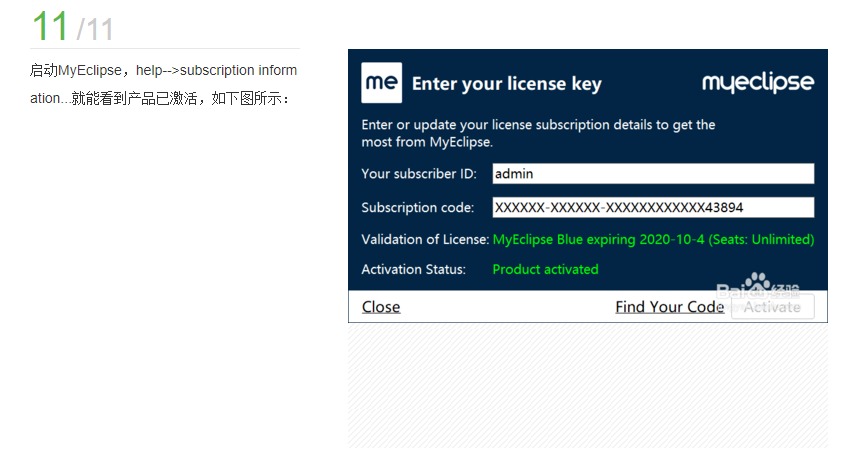 11/11
启动MyEclipse，help-->subscription inform
ation...就能看到产品已激活，如下图所示：
me Enter your license key myeclipse
Enter or update your license subscription details to get the
most from MyEclipse.
Your subscriber ID: admin
Subscription code: XXXXXX-XXXXXX-XXXXXXXXXXXX43894
Validation of License: MyEclipse Blue expiring 2020-10-4 (Seats: Unlimited)
Activation Status: Product activated
Bai 经验
Close Find Your Code Activate